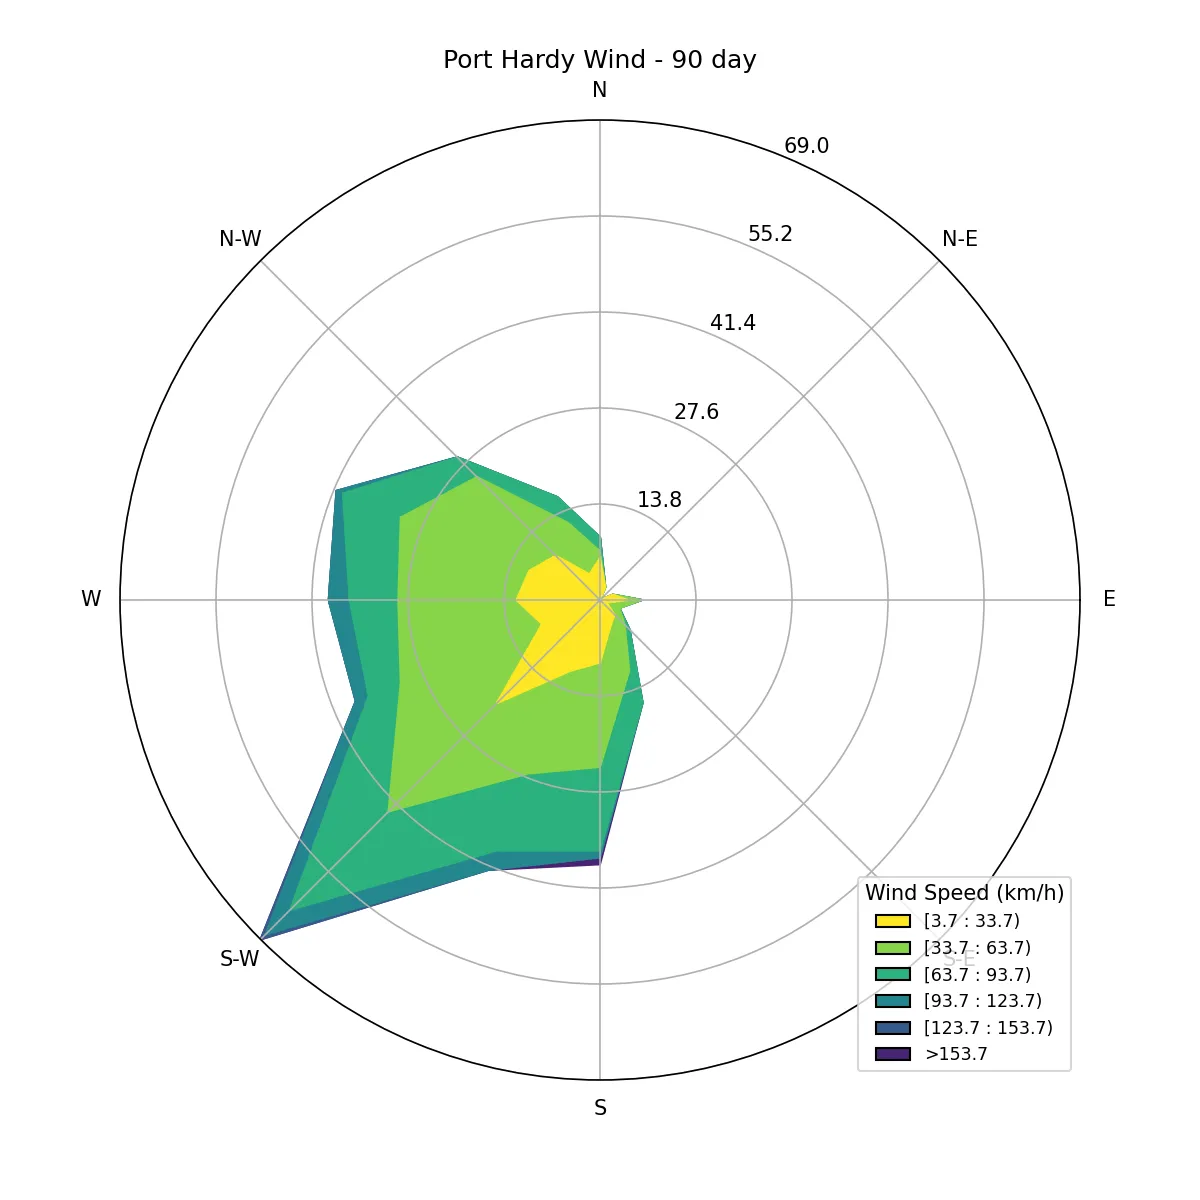 Port Hardy Wind - 90 day
N
69.0
N-W
N-E
55.2
41.4
27.6
13.8
W
E
S-W
S-E
S
Wind Speed (km/h)
[3.7 : 33.7)
[33.7 : 63.7)
[63.7 : 93.7)
[93.7 : 123.7)
[123.7 : 153.7)
>153.7